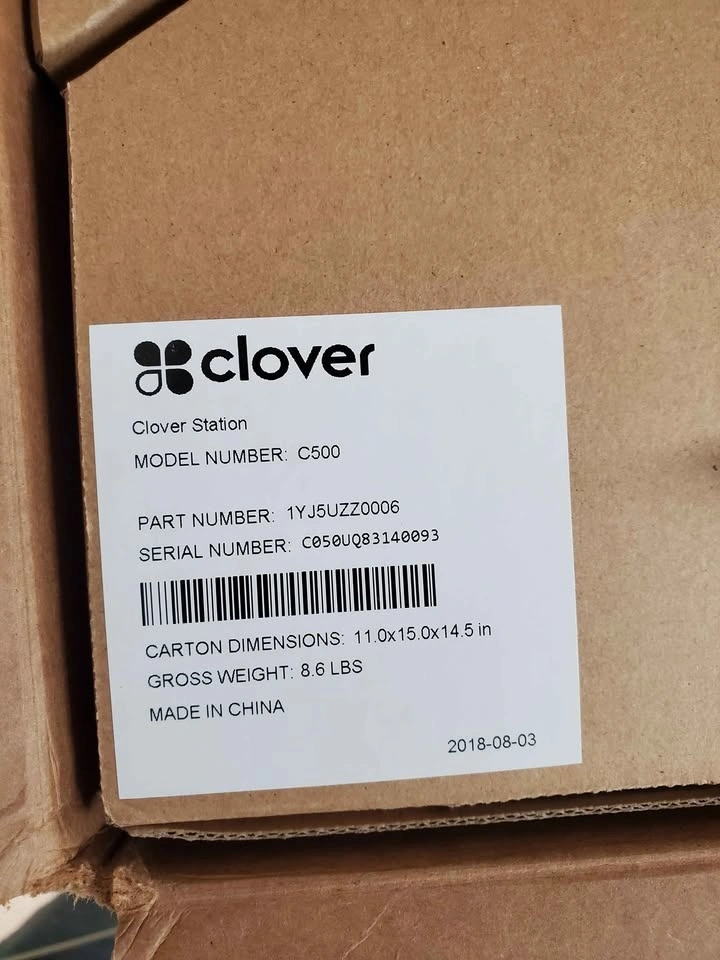 clover
Clover Station
MODEL NUMBER: C500
PART NUMBER: 1YJ5UZZ0006
SERIAL NUMBER: C050UQ83140093
CARTON DIMENSIONS: 11.0x15.0x14.5 in
GROSS WEIGHT: 8.6 LBS
MADE IN CHINA
2018-08-03